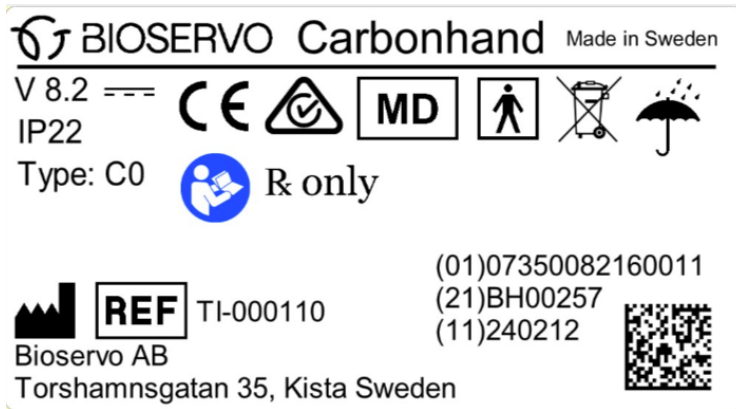 BIOSERVO Carbonhand Made in Sweden
V 8.2
IP22
Type: C0
CE
MD
℞ only
(01)07350082160011
(21)BH00257
(11)240212
REF TI-000110
Bioservo AB
Torshamnsgatan 35, Kista Sweden